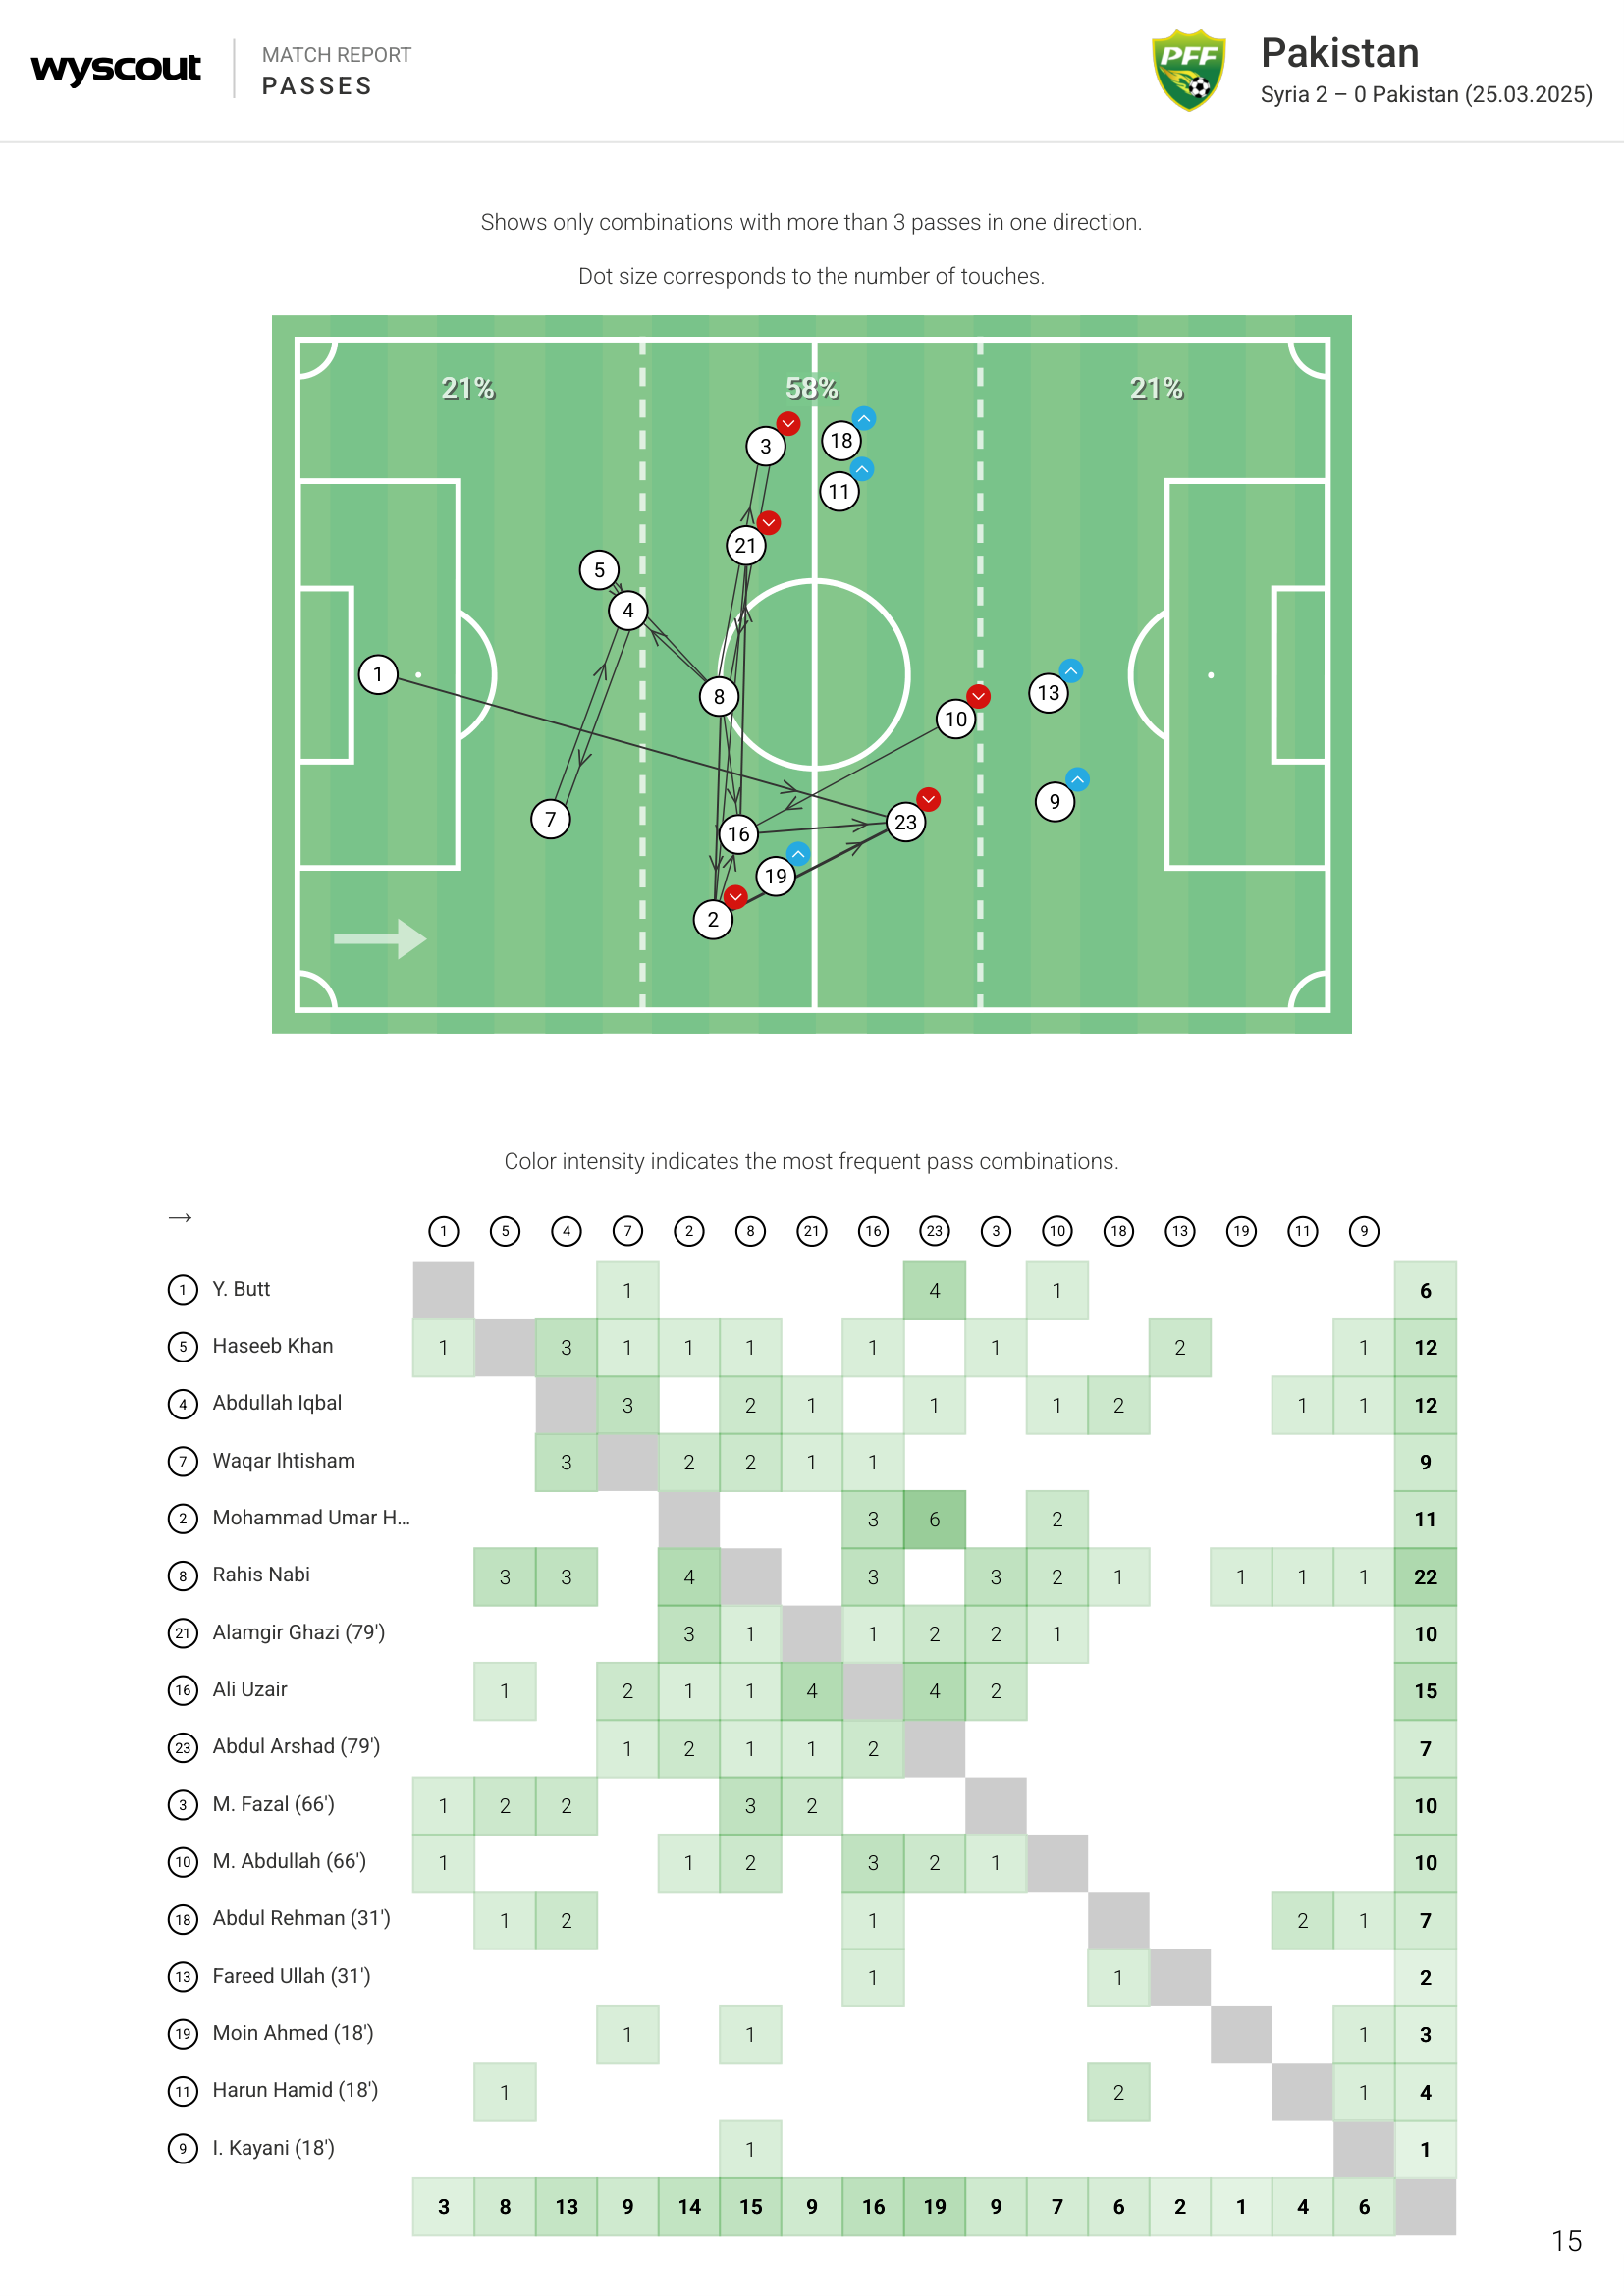 wyscout
MATCH REPORT
PASSES
PFF
Pakistan
Syria 2 – 0 Pakistan (25.03.2025)
Shows only combinations with more than 3 passes in one direction.
Dot size corresponds to the number of touches.
21% 58% 21%
3 18
11
21
5
4
1
8
13
10
9
7
23
16
19
2
Color intensity indicates the most frequent pass combinations.
→
1 5 4 7 2 8 21 16 23 3 10 18 13 19 11 9
1 Y. Butt 1 4 1 6
5 Haseeb Khan 1 3 1 1 1 1 1 2 1 12
4 Abdullah Iqbal 3 2 1 1 1 2 1 1 12
7 Waqar Ihtisham 3 2 2 1 1 9
2 Mohammad Umar H... 3 6 2 11
8 Rahis Nabi 3 3 4 3 3 2 1 1 1 1 22
21 Alamgir Ghazi (79') 3 1 1 2 2 1 10
16 Ali Uzair 1 2 1 1 4 4 2 15
23 Abdul Arshad (79') 1 2 1 1 2 7
3 M. Fazal (66') 1 2 2 3 2 10
10 M. Abdullah (66') 1 1 2 3 2 1 10
18 Abdul Rehman (31') 1 2 1 2 1 7
13 Fareed Ullah (31') 1 1 2
19 Moin Ahmed (18') 1 1 1 3
11 Harun Hamid (18') 1 2 1 4
9 I. Kayani (18') 1 1
3 8 13 9 14 15 9 16 19 9 7 6 2 1 4 6
15